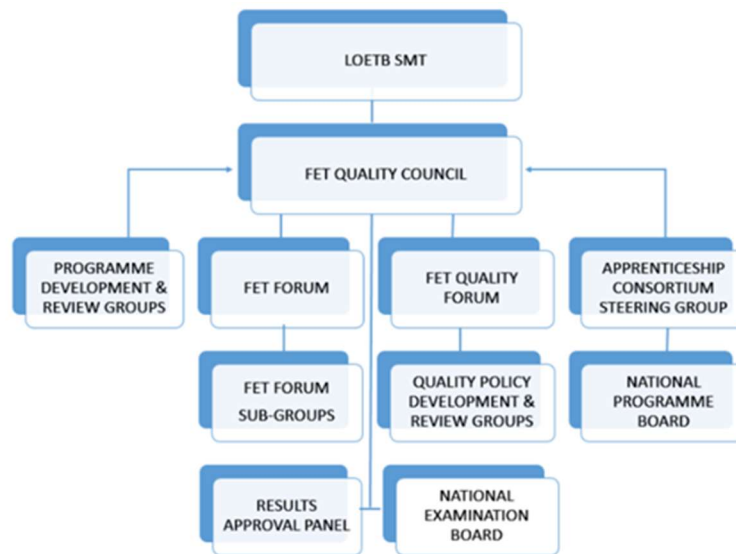 LOETB SMT
FET QUALITY COUNCIL
PROGRAMME
DEVELOPMENT &
REVIEW GROUPS
FET FORUM
FET QUALITY
FORUM
APPRENTICESHIP
CONSORTIUM
STEERING GROUP
FET FORUM
SUB-GROUPS
QUALITY POLICY
DEVELOPMENT &
REVIEW GROUPS
NATIONAL
PROGRAMME
BOARD
RESULTS
APPROVAL PANEL
NATIONAL
EXAMINATION
BOARD